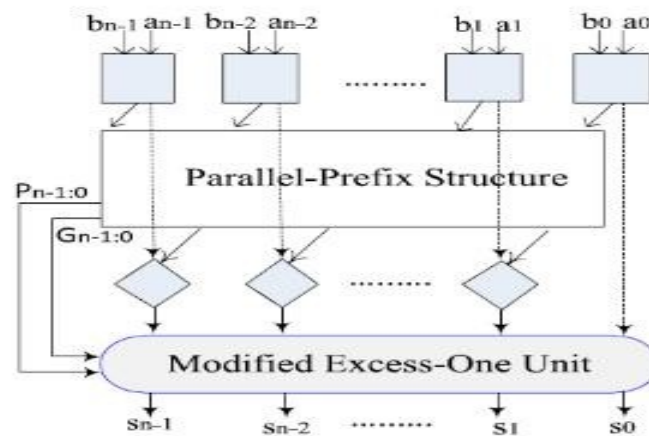 bn-1 an-1 bn-2 an-2 b1 a1 b0 a0
Parallel-Prefix Structure
Pn-1:0
Gn-1:0
Modified Excess-One Unit
sn-1 sn-2 ........ s1 s0